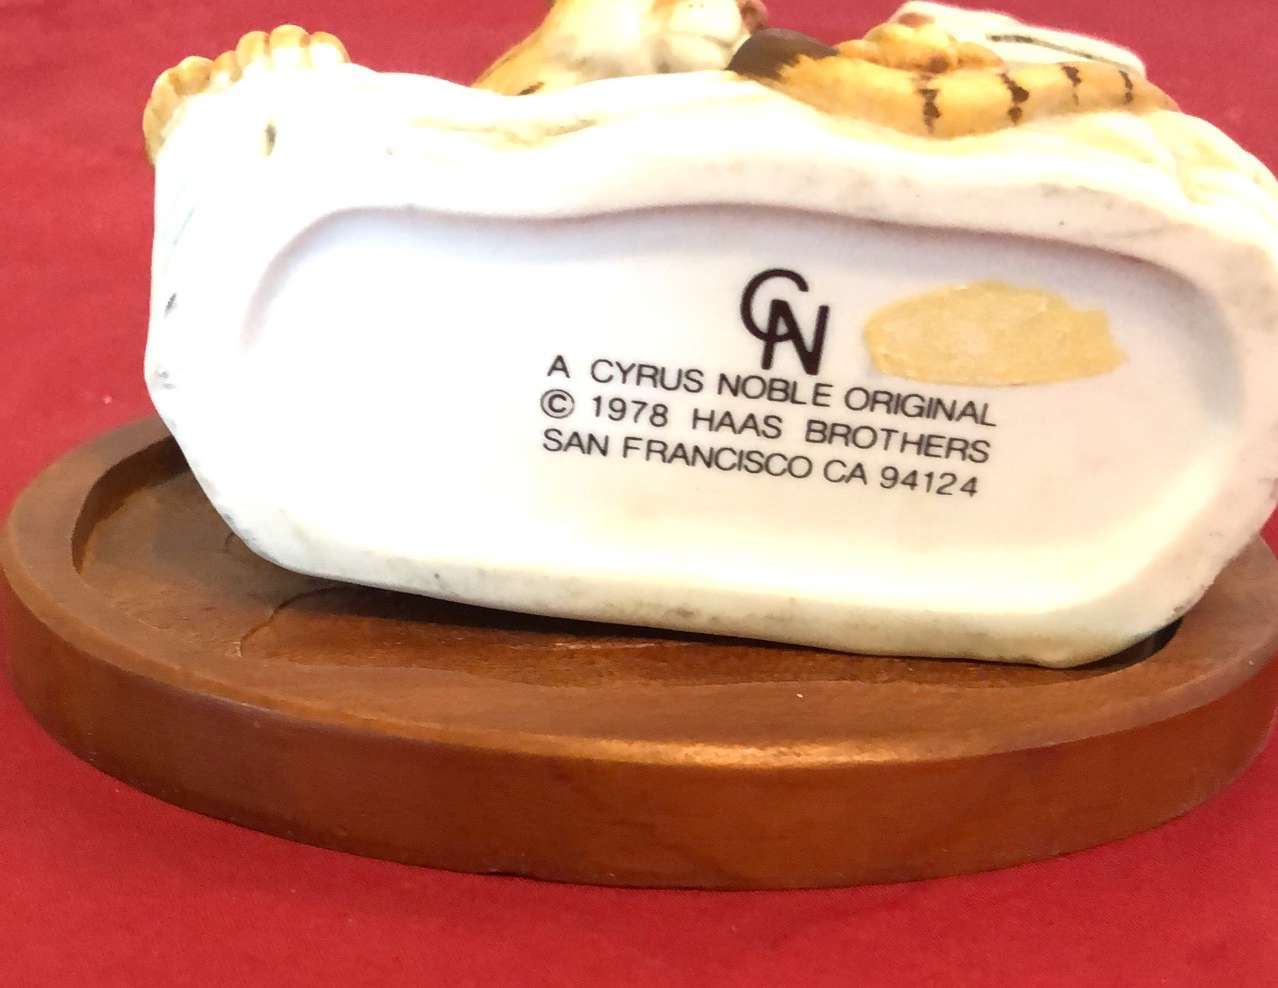 CN
A CYRUS NOBLE ORIGINAL
© 1978 HAAS BROTHERS
SAN FRANCISCO CA 94124